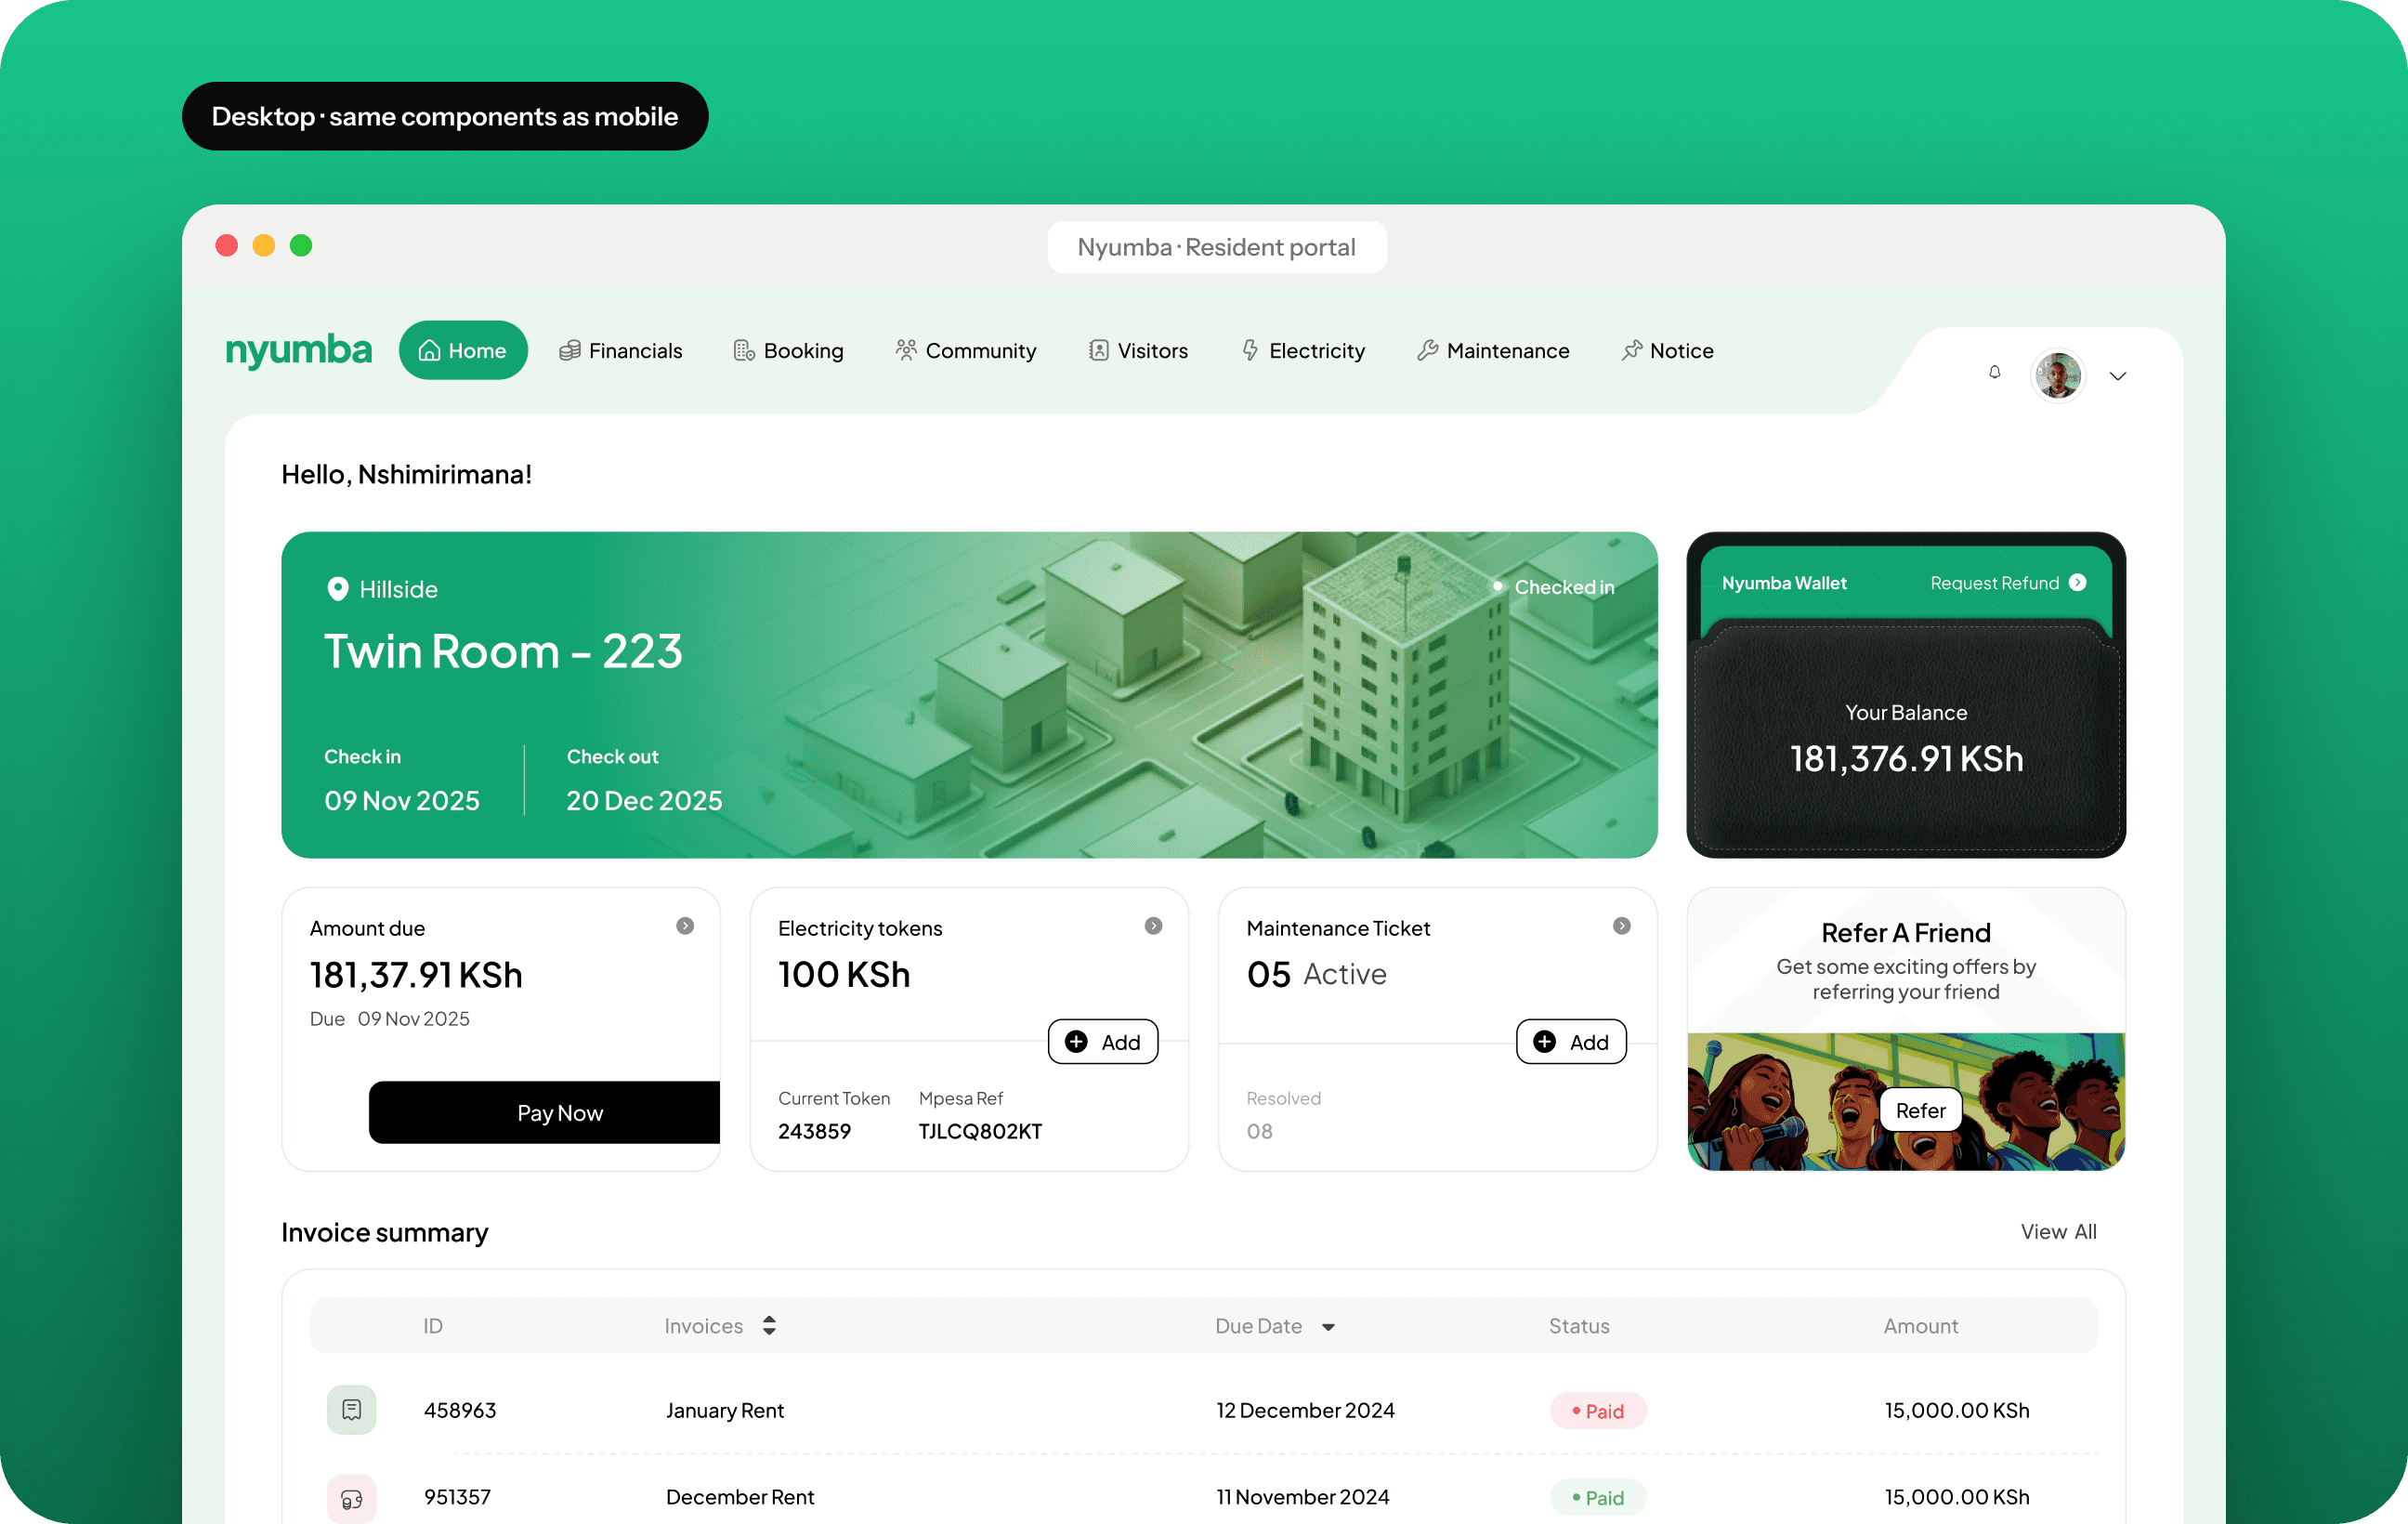 Desktop · same components as mobile
Nyumba · Resident portal
nyumba
Home
Financials
Booking
Community
Visitors
Electricity
Maintenance
Notice
Hello, Nshimirimana!
Hillside
Checked in
Twin Room - 223
Check in
Check out
09 Nov 2025
20 Dec 2025
Nyumba Wallet
Request Refund
Your Balance
181,376.91 KSh
Amount due
181,37.91 KSh
Due 09 Nov 2025
Pay Now
Electricity tokens
100 KSh
Add
Current Token
Mpesa Ref
243859
TJLCQ802KT
Maintenance Ticket
05 Active
Add
Resolved
08
Refer A Friend
Get some exciting offers by
referring your friend
Refer
Invoice summary
View All
ID
Invoices
Due Date
Status
Amount
458963
January Rent
12 December 2024
Paid
15,000.00 KSh
951357
December Rent
11 November 2024
Paid
15,000.00 KSh